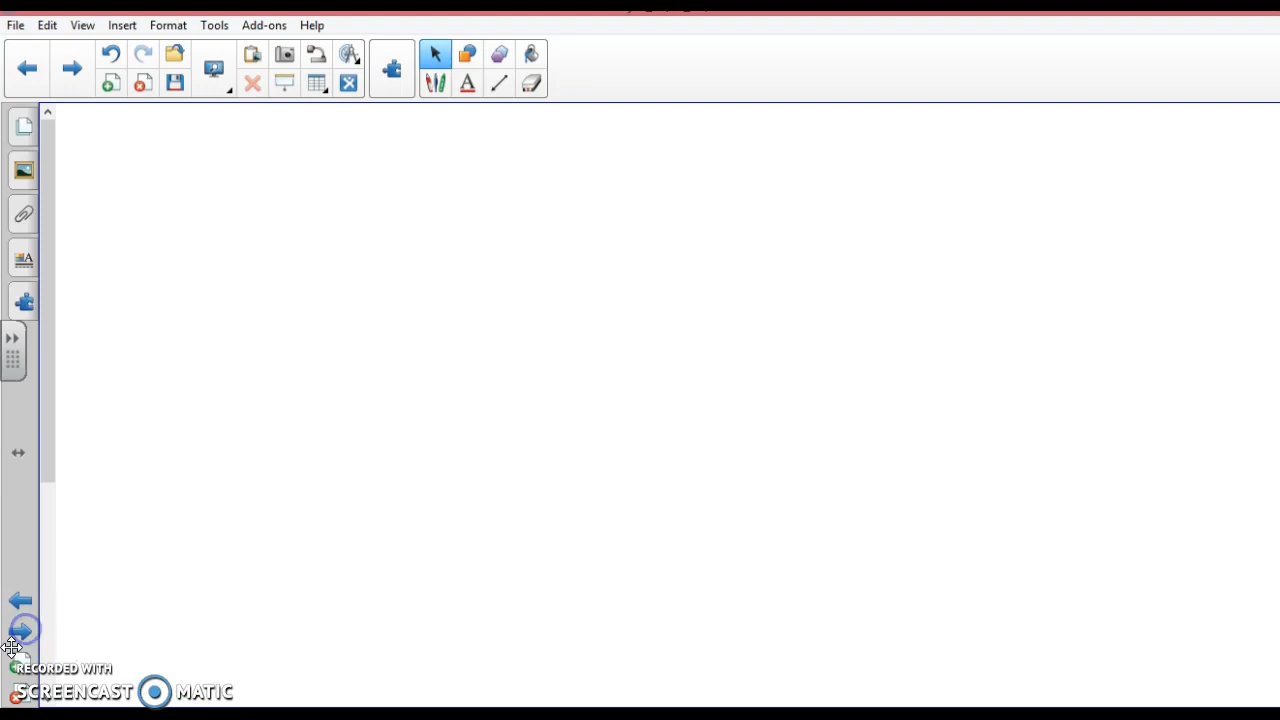 File Edit View Insert Format Tools Add-ons Help
RECORDED WITH
SCREENCAST MATIC